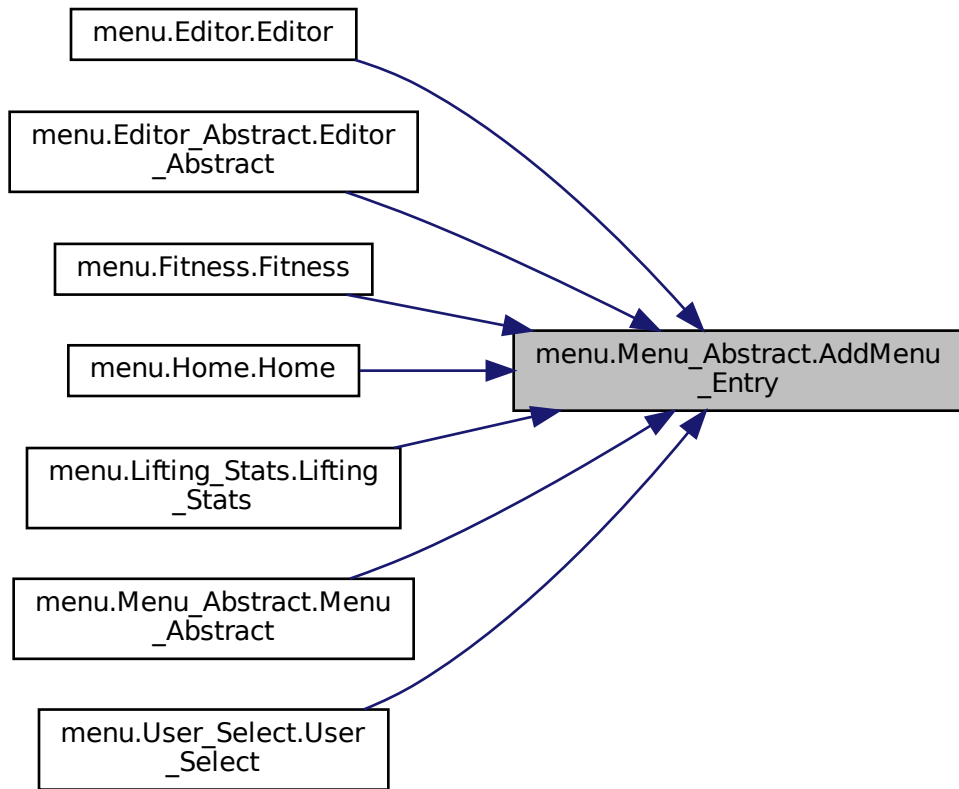 menu.Editor.Editor
menu.Editor_Abstract.Editor
_Abstract
menu.Fitness.Fitness
menu.Home.Home
menu.Lifting_Stats.Lifting
_Stats
menu.Menu_Abstract.Menu
_Abstract
menu.User_Select.User
_Select
menu.Menu_Abstract.AddMenu
_Entry